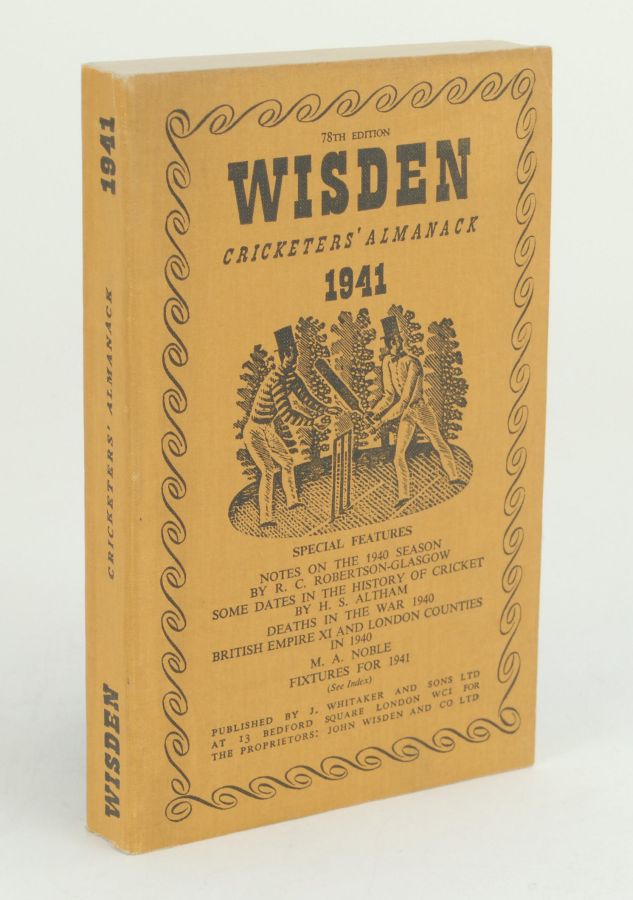 1941
CRICKETERS' ALMANACK
WISDEN
78TH EDITION
WISDEN
CRICKETERS' ALMANACK
1941
SPECIAL FEATURES
NOTES ON THE 1940 SEASON
BY R. C. ROBERTSON-GLASGOW
SOME DATES IN THE HISTORY OF CRICKET
BY H. S. ALTHAM
DEATHS IN THE WAR 1940
BRITISH EMPIRE XI AND LONDON COUNTIES
IN 1940
M. A. NOBLE
FIXTURES FOR 1941
(See Index)
PUBLISHED BY J. WHITAKER AND SONS LTD
AT 13 BEDFORD SQUARE LONDON WC1 FOR
THE PROPRIETORS: JOHN WISDEN AND CO LTD